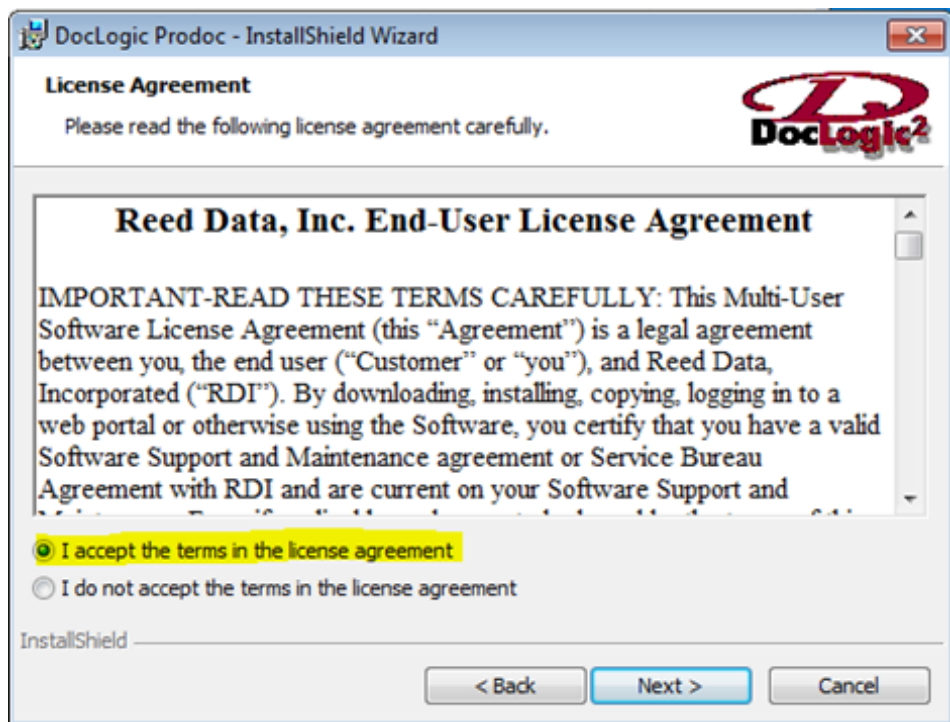 DocLogic Prodoc - InstallShield Wizard
License Agreement
Please read the following license agreement carefully.
DocLogic²
Reed Data, Inc. End-User License Agreement
IMPORTANT-READ THESE TERMS CAREFULLY: This Multi-User
Software License Agreement (this “Agreement”) is a legal agreement
between you, the end user (“Customer” or “you”), and Reed Data,
Incorporated (“RDI”). By downloading, installing, copying, logging in to a
web portal or otherwise using the Software, you certify that you have a valid
Software Support and Maintenance agreement or Service Bureau
Agreement with RDI and are current on your Software Support and
I accept the terms in the license agreement
I do not accept the terms in the license agreement
InstallShield
< Back
Next >
Cancel